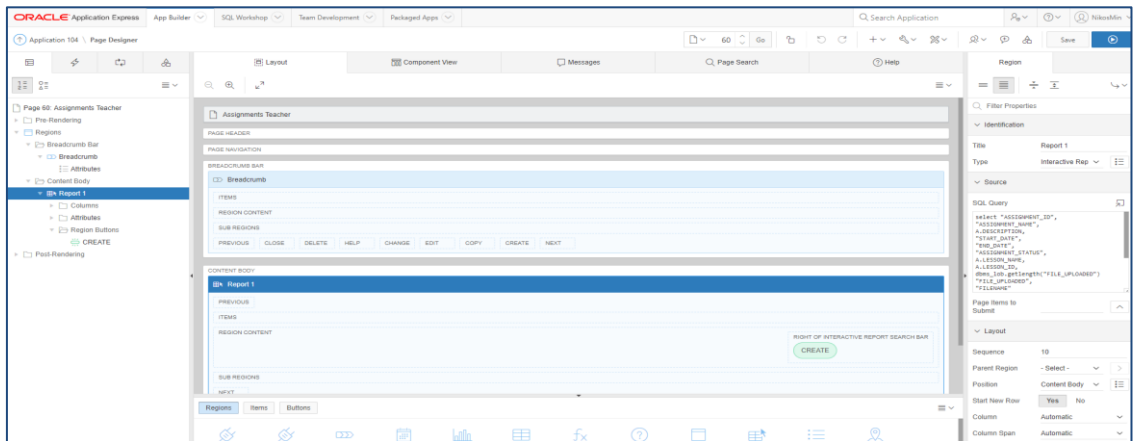 ORACLE Application Express App Builder SQL Workshop Team Development Packaged Apps Search Application NikosMin
Application 104 \ Page Designer 60 Go Save
Layout Component View Messages Page Search Help Region
Page 60: Assignments Teacher
Pre-Rendering
Regions
Breadcrumb Bar
Breadcrumb
Attributes
Content Body
Report 1
Columns
Attributes
Region Buttons
CREATE
Post-Rendering
Assignments Teacher
PAGE HEADER
PAGE NAVIGATION
BREADCRUMB BAR
Breadcrumb
ITEMS
REGION CONTENT
SUB REGIONS
PREVIOUS CLOSE DELETE HELP CHANGE EDIT COPY CREATE NEXT
CONTENT BODY
Report 1
PREVIOUS
ITEMS
REGION CONTENT
RIGHT OF INTERACTIVE REPORT SEARCH BAR
CREATE
SUB REGIONS
NEXT
Regions Items Buttons
Filter Properties
Identification
Title Report 1
Type Interactive Rep
Source
SQL Query
select "ASSIGNMENT_ID",
"ASSIGNMENT_NAME",
A.DESCRIPTION,
"START_DATE",
"END_DATE",
"ASSIGNMENT_STATUS",
A.LESSON_NAME,
A.LESSON_ID,
dbms_lob.getlength("FILE_UPLOADED")
"FILE_UPLOADED",
"FILENAME"
Page Items to
Submit
Layout
Sequence 10
Parent Region - Select -
Position Content Body
Start New Row Yes No
Column Automatic
Column Span Automatic